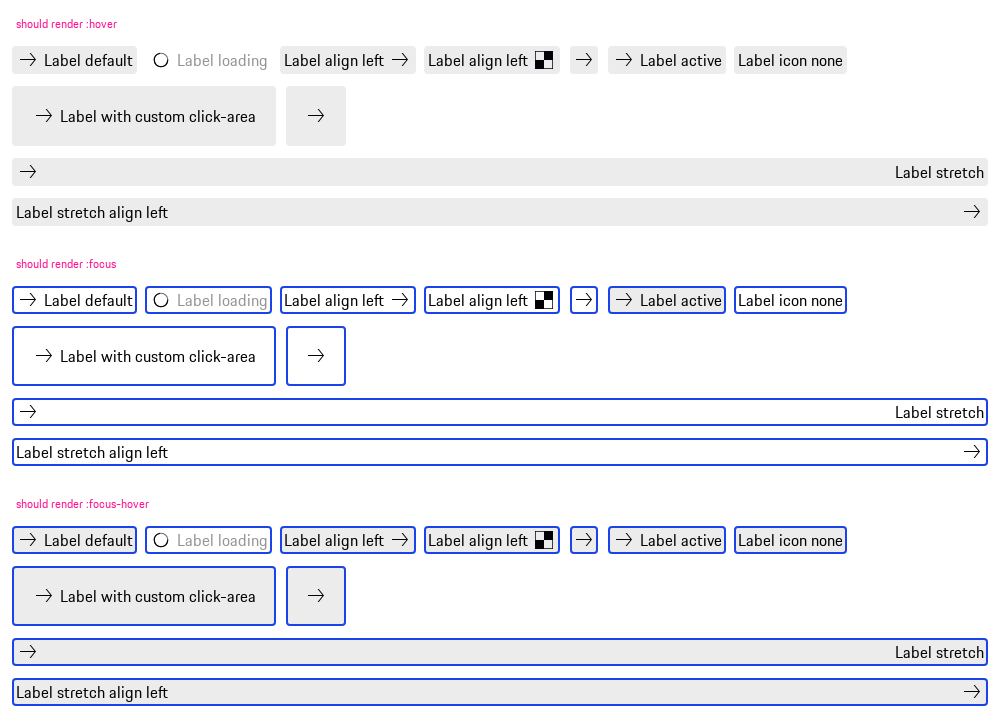 should render :hover
Label default Label loading Label align left Label align left Label active Label icon none
Label with custom click-area
Label stretch
Label stretch align left
should render :focus
Label default Label loading Label align left Label align left Label active Label icon none
Label with custom click-area
Label stretch
Label stretch align left
should render :focus-hover
Label default Label loading Label align left Label align left Label active Label icon none
Label with custom click-area
Label stretch
Label stretch align left